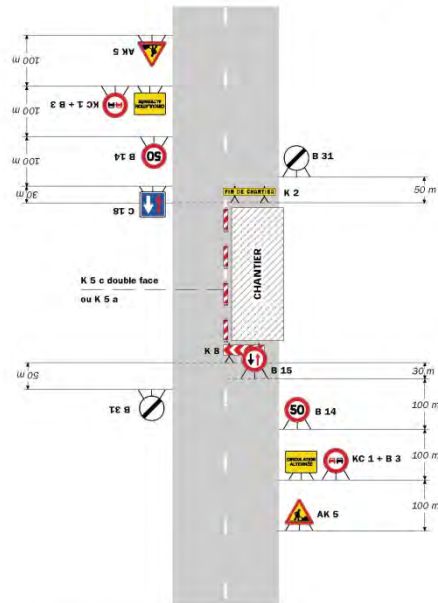 AK 5
100 m
CIRCULATION
ALTERNÉE
KC 1 + B 3
100 m
50
B 14
100 m
C 18
30 m
B 31
50 m
FIN DE CHANTIER
K 2
CHANTIER
K 5 c double face
ou K 5 a
K 8
B 15
50 m
B 31
30 m
50
B 14
100 m
CIRCULATION
ALTERNÉE
KC 1 + B 3
100 m
AK 5
100 m